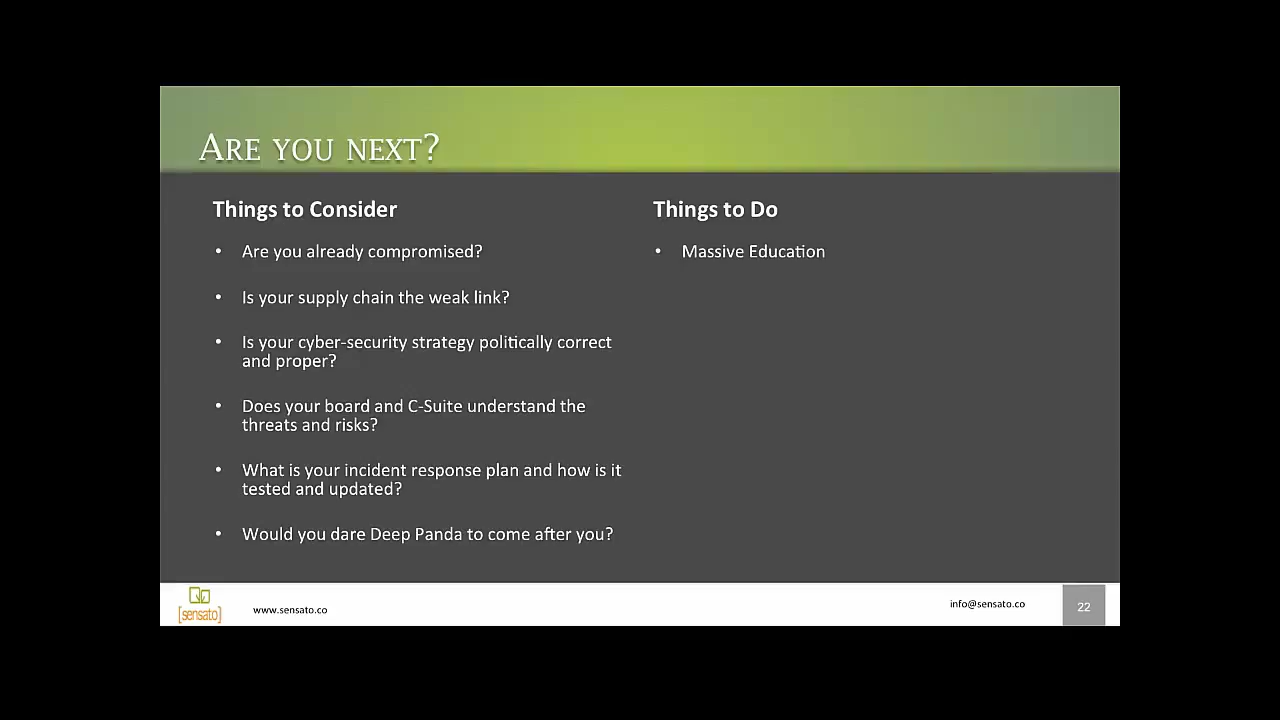 ARE YOU NEXT?
Things to Consider
• Are you already compromised?
• Is your supply chain the weak link?
• Is your cyber-security strategy politically correct
and proper?
• Does your board and C-Suite understand the
threats and risks?
• What is your incident response plan and how is it
tested and updated?
• Would you dare Deep Panda to come after you?
Things to Do
• Massive Education
[sensato]
www.sensato.co
info@sensato.co
22